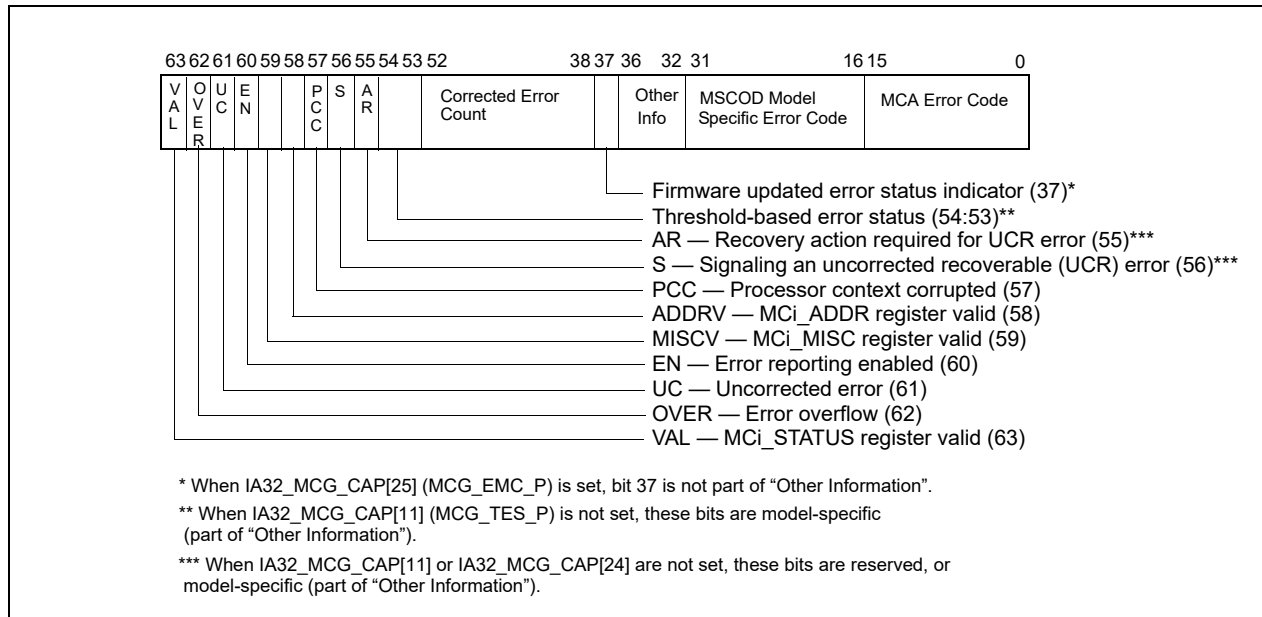 63 62 61 60 59 58 57 56 55 54 53 52 38 37 36 32 31 16 15 0
VAL
OVER
UC
EN
PCC
S
AR
Corrected Error
Count
Other
Info
MSCOD Model
Specific Error Code
MCA Error Code
Firmware updated error status indicator (37)*
Threshold-based error status (54:53)**
AR — Recovery action required for UCR error (55)***
S — Signaling an uncorrected recoverable (UCR) error (56)***
PCC — Processor context corrupted (57)
ADDRV — MCi_ADDR register valid (58)
MISCV — MCi_MISC register valid (59)
EN — Error reporting enabled (60)
UC — Uncorrected error (61)
OVER — Error overflow (62)
VAL — MCi_STATUS register valid (63)
* When IA32_MCG_CAP[25] (MCG_EMC_P) is set, bit 37 is not part of “Other Information”.
** When IA32_MCG_CAP[11] (MCG_TES_P) is not set, these bits are model-specific
(part of “Other Information”).
*** When IA32_MCG_CAP[11] or IA32_MCG_CAP[24] are not set, these bits are reserved, or
model-specific (part of “Other Information”).